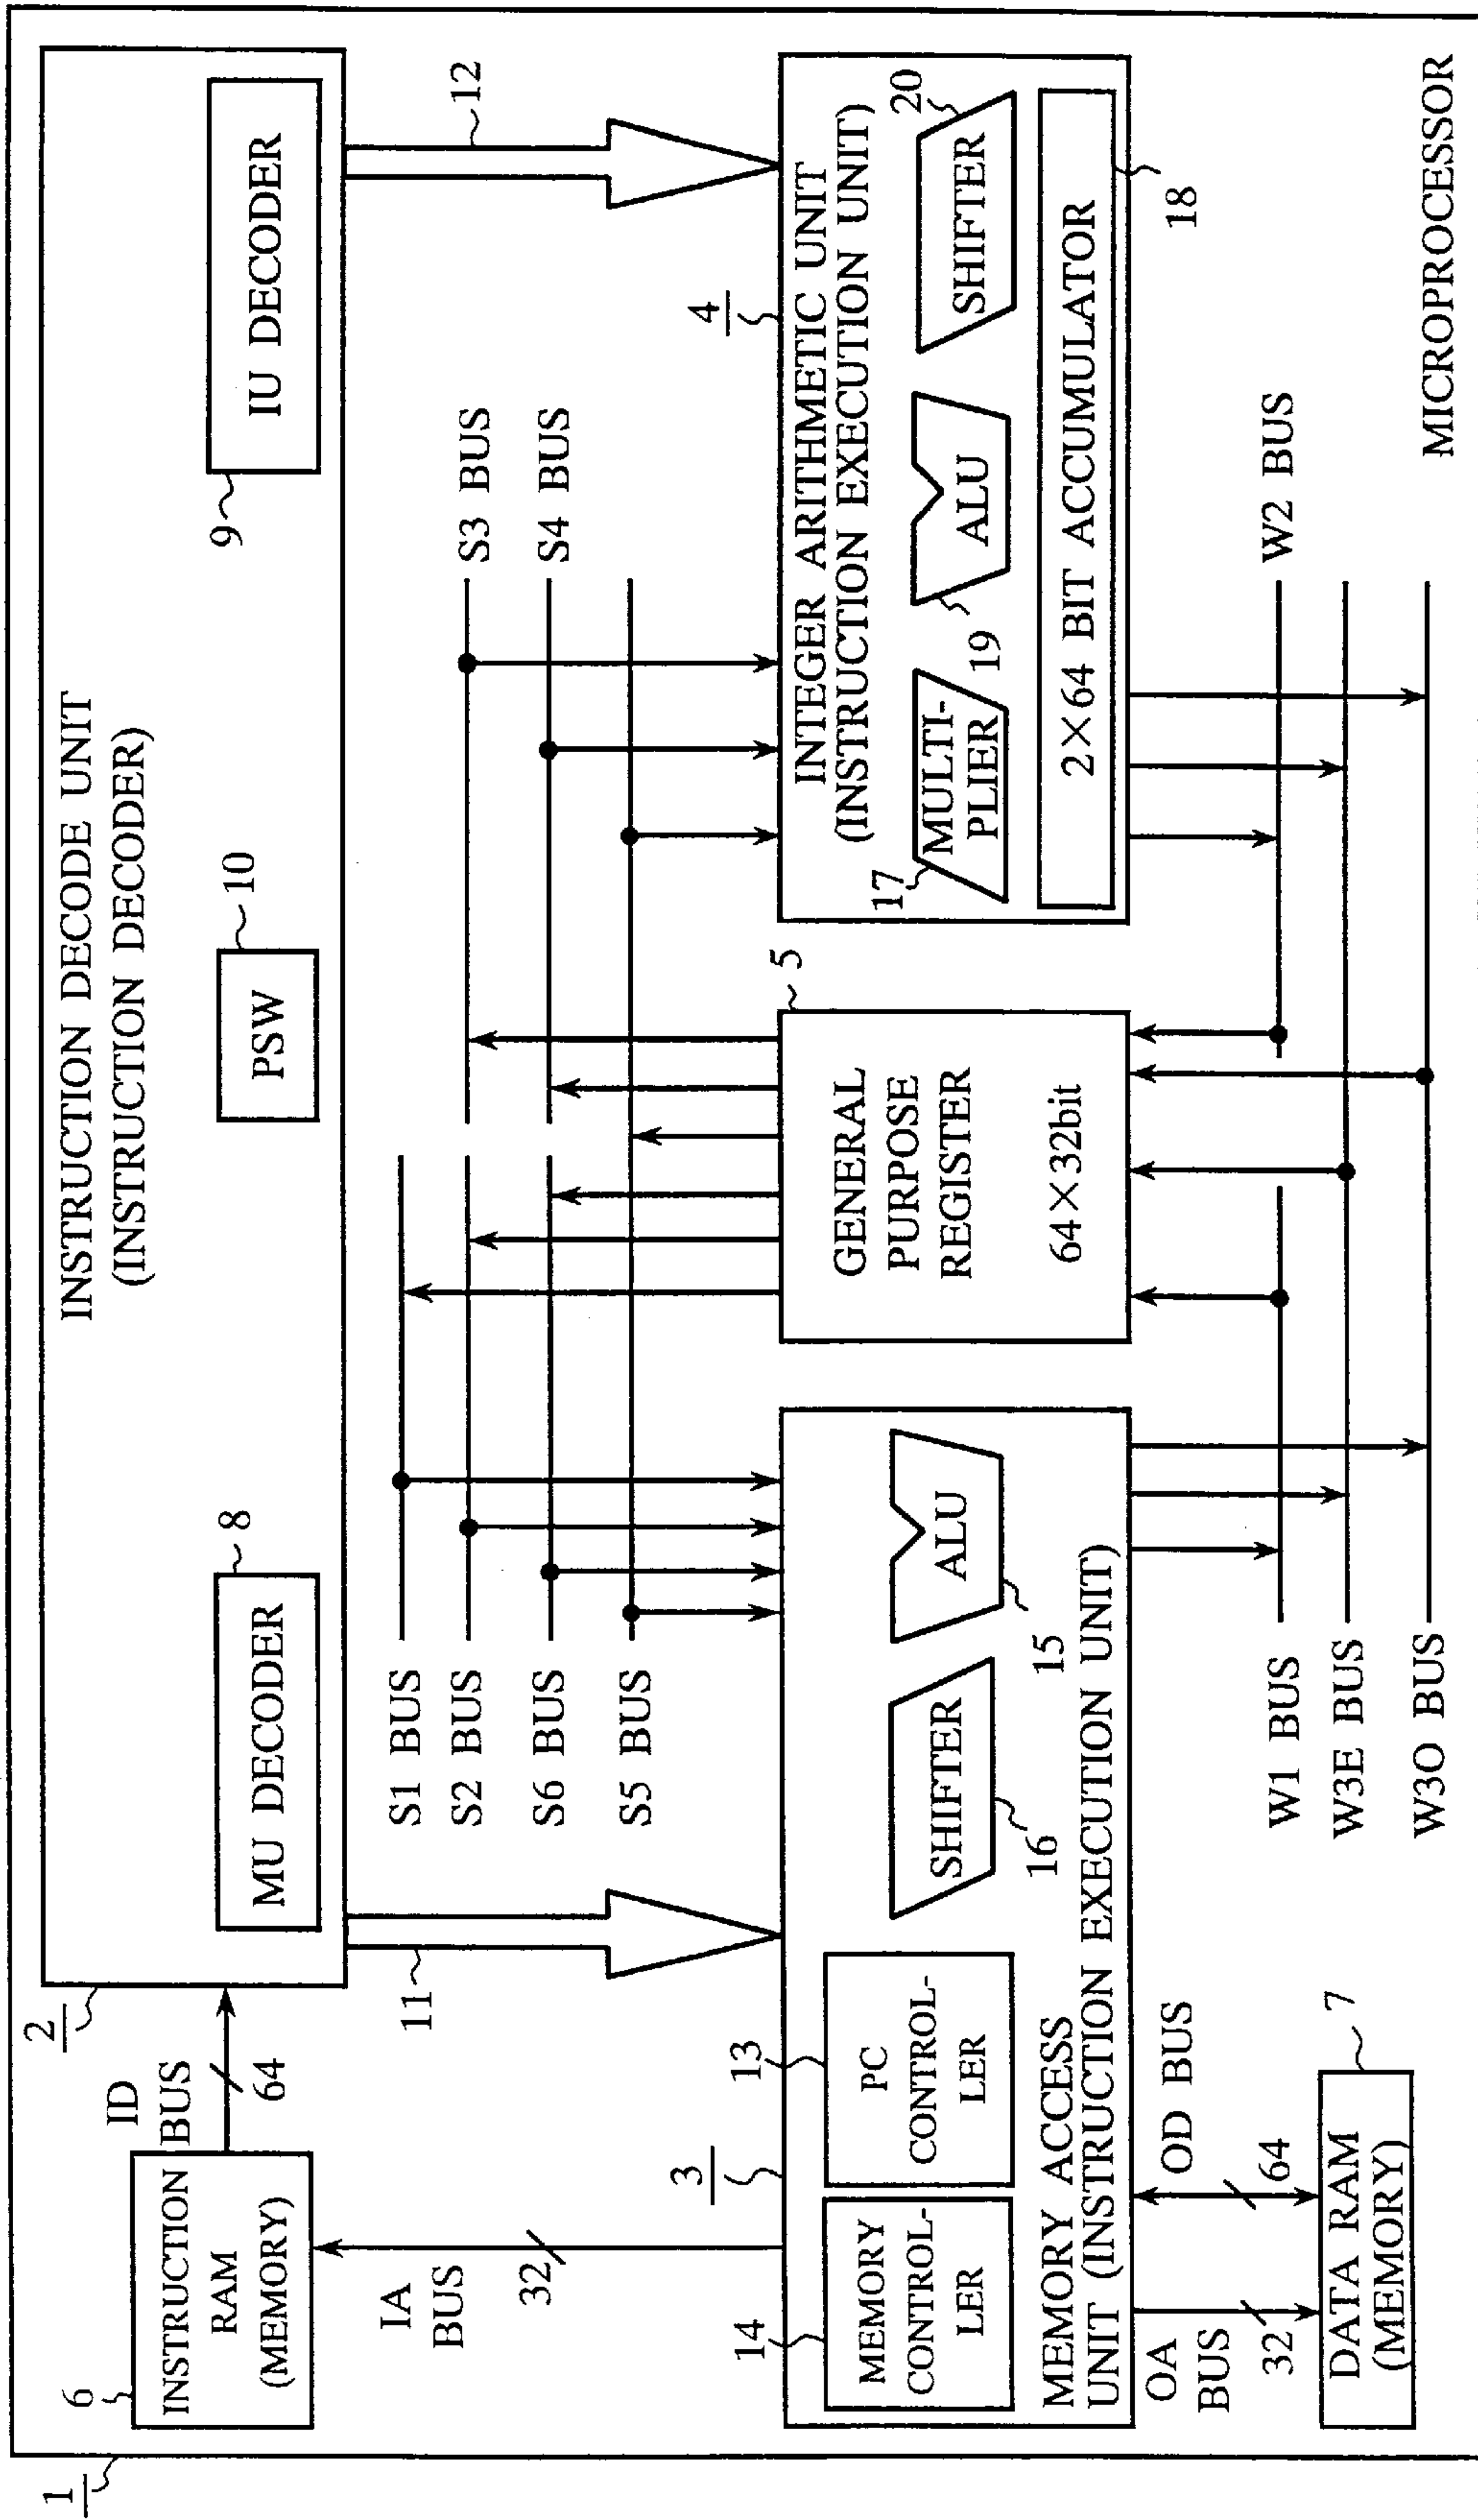 1
6
INSTRUCTION
RAM
(MEMORY)
ID
BUS
64
2
INSTRUCTION DECODE UNIT
(INSTRUCTION DECODER)
MU DECODER
8
PSW
10
9
IU DECODER
IA
BUS
32
11
12
S1 BUS
S2 BUS
S6 BUS
S5 BUS
S3 BUS
S4 BUS
3
14
MEMORY
CONTROL-
LER
13
PC
CONTROL-
LER
SHIFTER
16
ALU
15
MEMORY ACCESS
UNIT (INSTRUCTION EXECUTION UNIT)
5
GENERAL
PURPOSE
REGISTER
64×32bit
4
INTEGER ARITHMETIC UNIT
(INSTRUCTION EXECUTION UNIT)
17
MULTI-
PLIER
19
ALU
SHIFTER
20
2×64 BIT ACCUMULATOR
18
OA
BUS
32
OD BUS
64
DATA RAM
(MEMORY)
7
W1 BUS
W3E BUS
W3O BUS
W2 BUS
MICROPROCESSOR